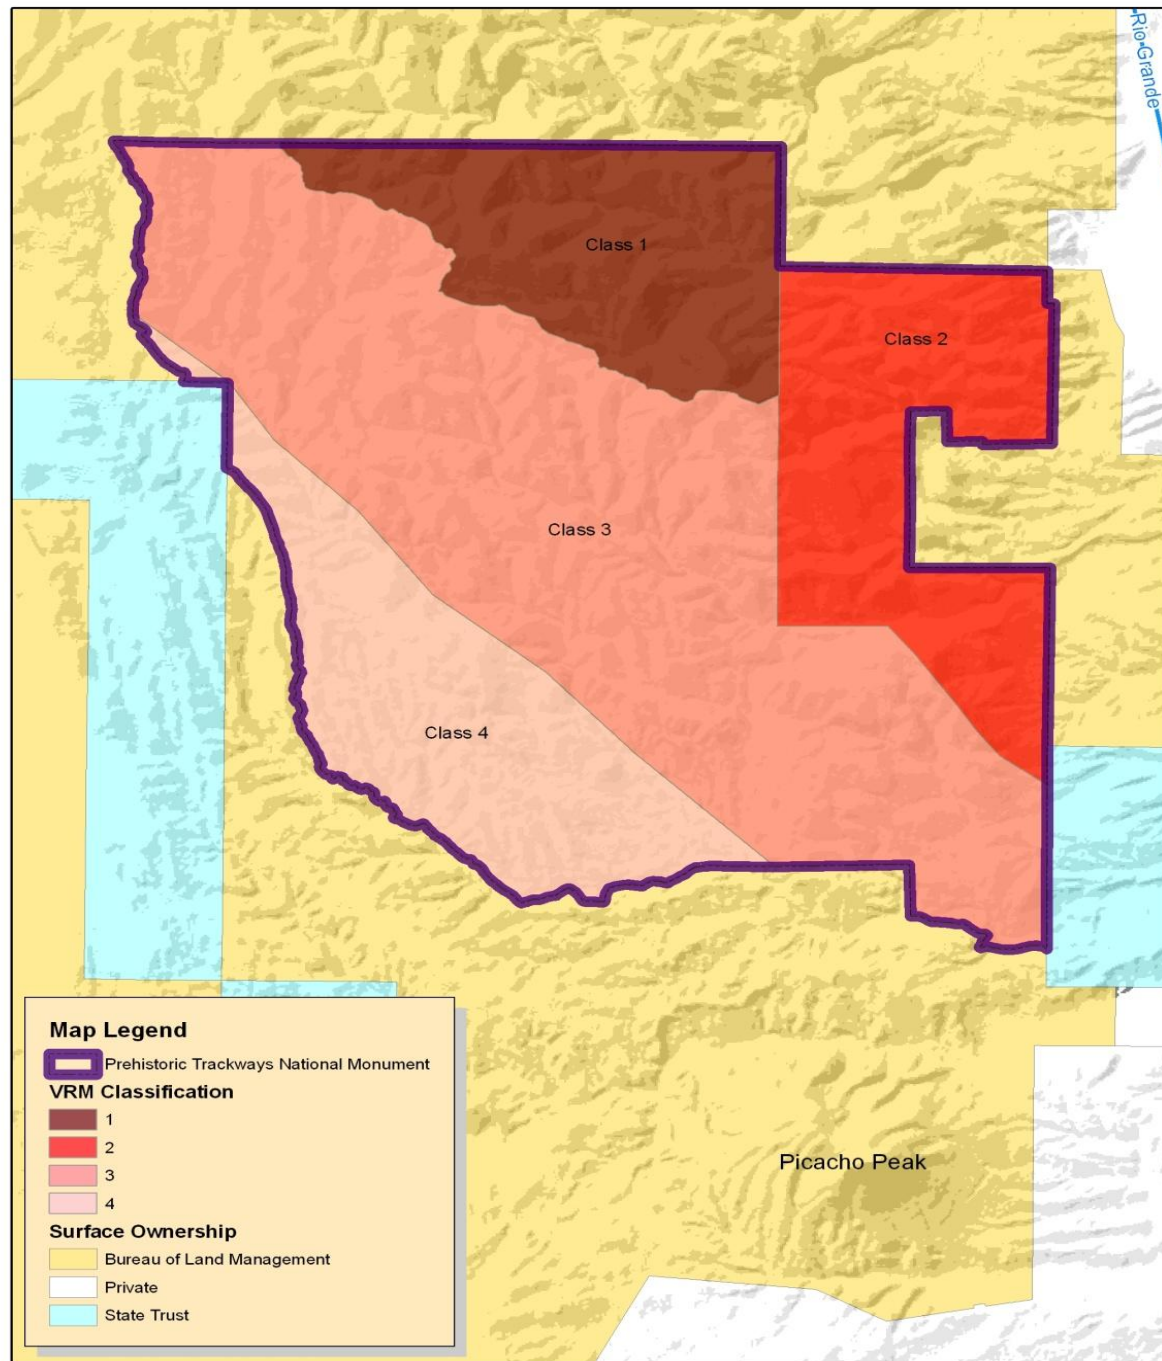 Rio Grande
Class 1
Class 2
Class 3
Class 4
Map Legend
Prehistoric Trackways National Monument
VRM Classification
1
2
3
4
Surface Ownership
Bureau of Land Management
Private
State Trust
Picacho Peak